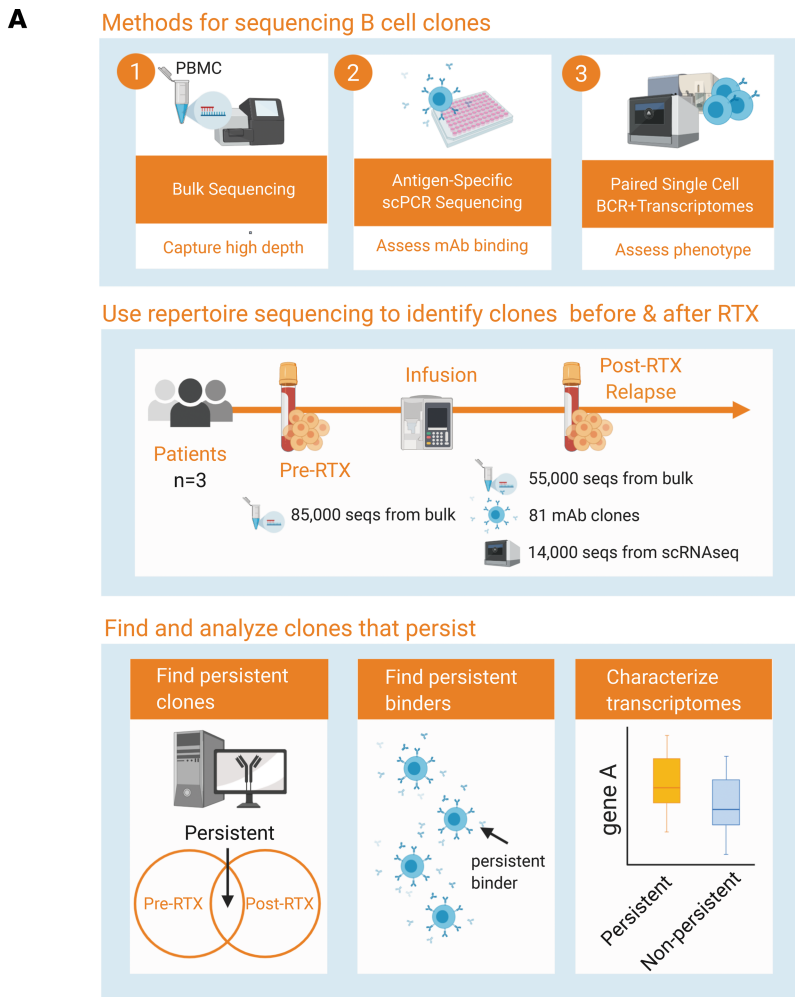 A
Methods for sequencing B cell clones
1
PBMC
Bulk Sequencing
Capture high depth
2
Antigen-Specific
scPCR Sequencing
Assess mAb binding
3
Paired Single Cell
BCR+Transcriptomes
Assess phenotype
Use repertoire sequencing to identify clones before & after RTX
Patients
n=3
Pre-RTX
Infusion
Post-RTX
Relapse
85,000 seqs from bulk
55,000 seqs from bulk
81 mAb clones
14,000 seqs from scRNAseq
Find and analyze clones that persist
Find persistent
clones
Persistent
Pre-RTX
Post-RTX
Find persistent
binders
persistent
binder
Characterize
transcriptomes
gene A
Persistent
Non-persistent